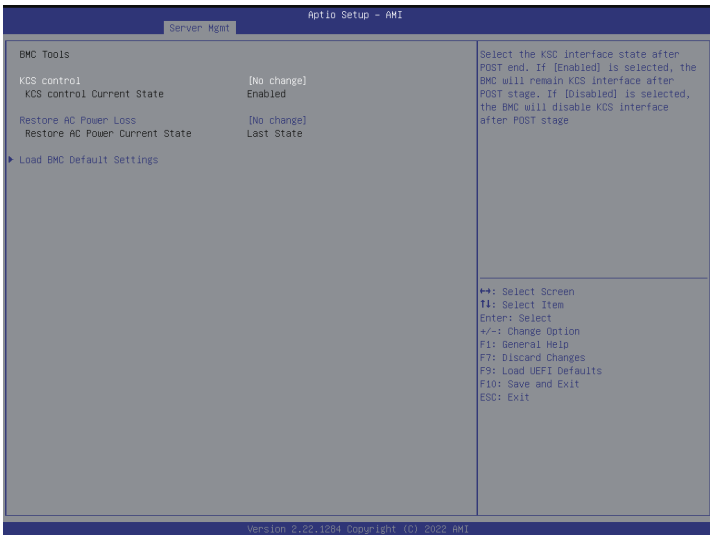 Aptio Setup – AMI
Server Mgmt
BMC Tools
KCS control [No change]
KCS control Current State Enabled
Restore AC Power Loss [No change]
Restore AC Power Current State Last State
Load BMC Default Settings
Select the KSC interface state after
POST end. If [Enabled] is selected, the
BMC will remain KCS interface after
POST stage. If [Disabled] is selected,
the BMC will disable KCS interface
after POST stage
↔: Select Screen
↑↓: Select Item
Enter: Select
+/-: Change Option
F1: General Help
F7: Discard Changes
F9: Load UEFI Defaults
F10: Save and Exit
ESC: Exit
Version 2.22.1284 Copyright (C) 2022 AMI